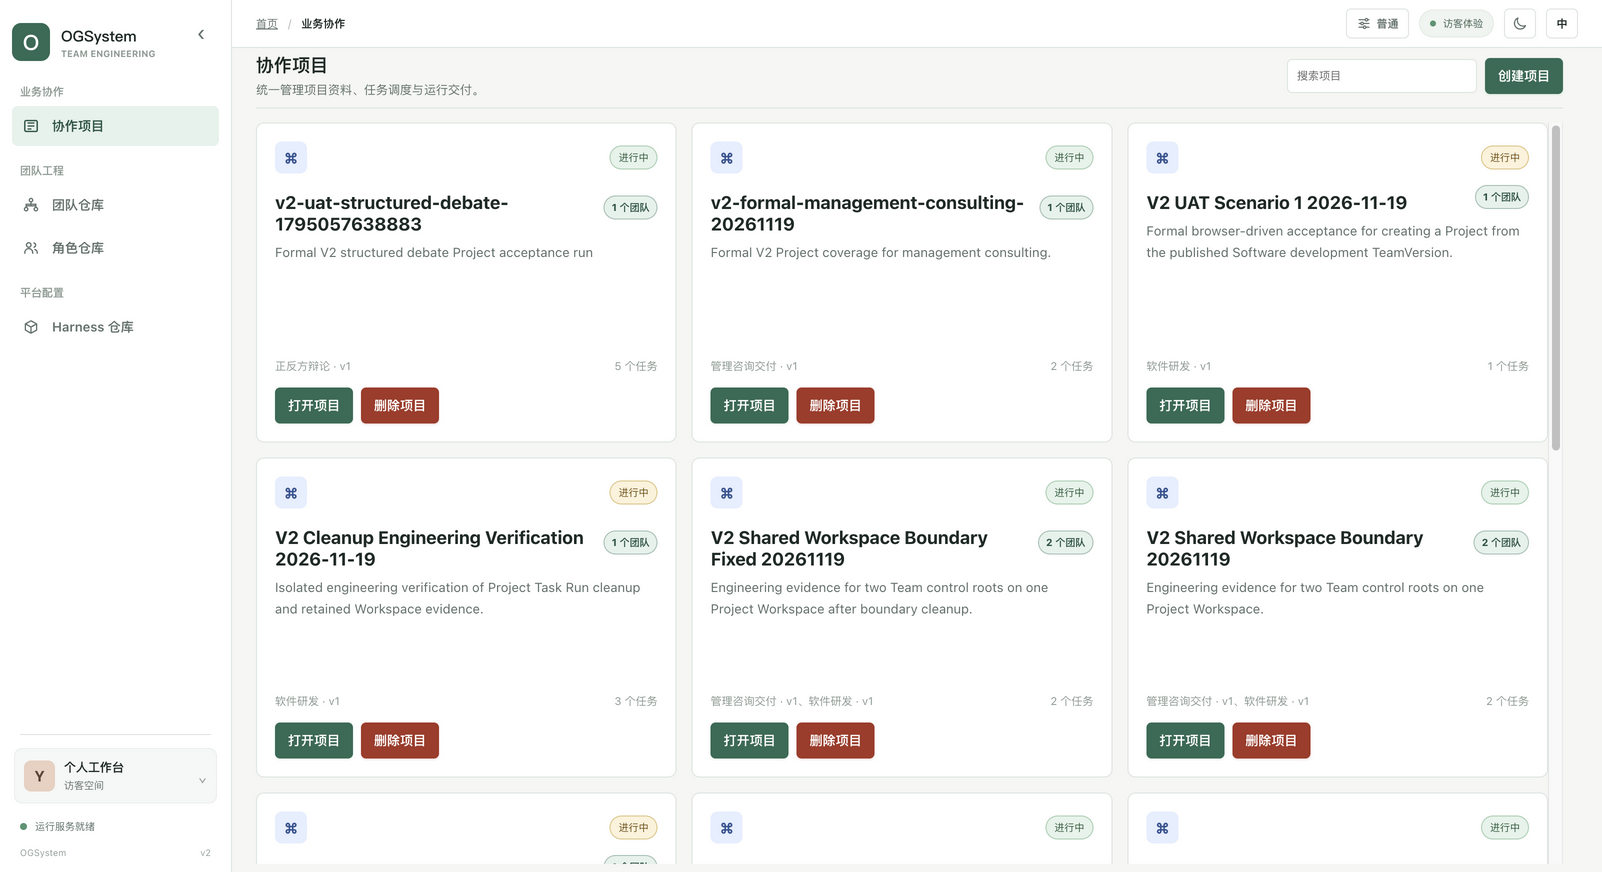 O
OGSystem
TEAM ENGINEERING
业务协作
协作项目
团队工程
团队仓库
角色仓库
平台配置
Harness 仓库
Y
个人工作台
访客空间
运行服务就绪
OGSystem
v2
首页 / 业务协作
普通
访客体验
中
协作项目
统一管理项目资料、任务调度与运行交付。
搜索项目
创建项目
⌘
进行中
v2-uat-structured-debate-
1795057638883
1 个团队
Formal V2 structured debate Project acceptance run
正反方辩论 · v1
5 个任务
打开项目
删除项目
⌘
进行中
v2-formal-management-consulting-
20261119
1 个团队
Formal V2 Project coverage for management consulting.
管理咨询交付 · v1
2 个任务
打开项目
删除项目
⌘
进行中
V2 UAT Scenario 1 2026-11-19
1 个团队
Formal browser-driven acceptance for creating a Project from
the published Software development TeamVersion.
软件研发 · v1
1 个任务
打开项目
删除项目
⌘
进行中
V2 Cleanup Engineering Verification
2026-11-19
1 个团队
Isolated engineering verification of Project Task Run cleanup
and retained Workspace evidence.
软件研发 · v1
3 个任务
打开项目
删除项目
⌘
进行中
V2 Shared Workspace Boundary
Fixed 20261119
2 个团队
Engineering evidence for two Team control roots on one
Project Workspace after boundary cleanup.
管理咨询交付 · v1、软件研发 · v1
2 个任务
打开项目
删除项目
⌘
进行中
V2 Shared Workspace Boundary
20261119
2 个团队
Engineering evidence for two Team control roots on one
Project Workspace.
管理咨询交付 · v1、软件研发 · v1
2 个任务
打开项目
删除项目
⌘
进行中
⌘
进行中
⌘
进行中